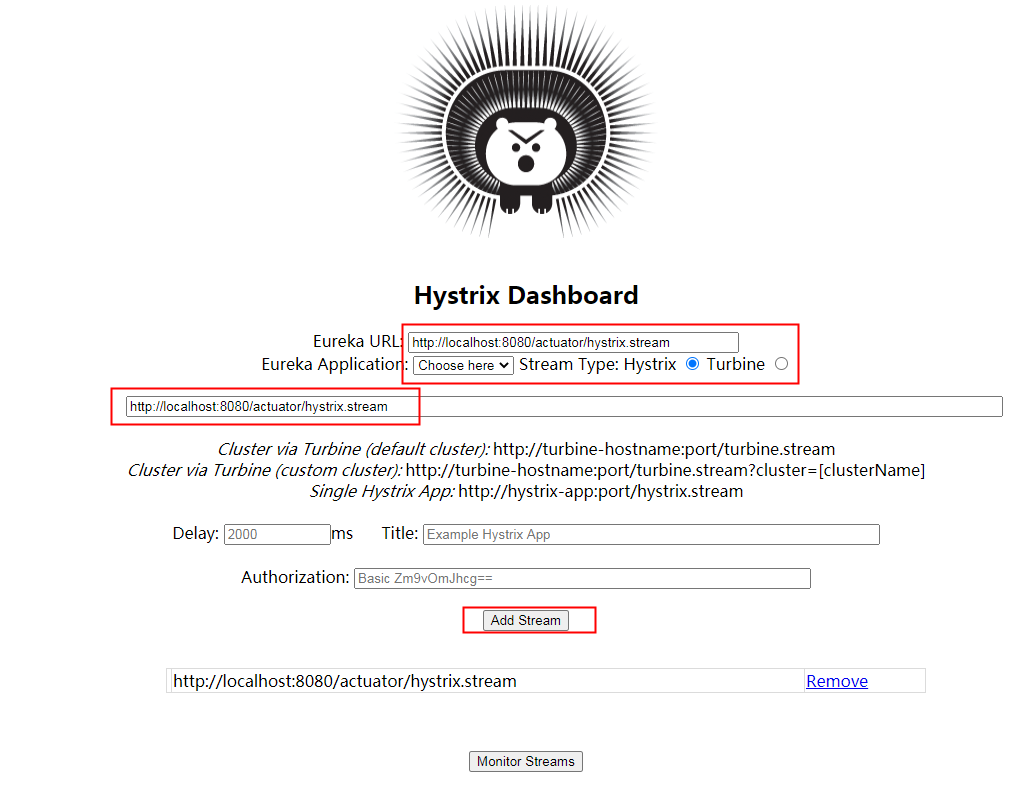 Hystrix Dashboard
Eureka URL: http://localhost:8080/actuator/hystrix.stream
Eureka Application: Choose here Stream Type: Hystrix Turbine
http://localhost:8080/actuator/hystrix.stream
Cluster via Turbine (default cluster): http://turbine-hostname:port/turbine.stream
Cluster via Turbine (custom cluster): http://turbine-hostname:port/turbine.stream?cluster=[clusterName]
Single Hystrix App: http://hystrix-app:port/hystrix.stream
Delay: 2000 ms Title: Example Hystrix App
Authorization: Basic Zm9vOmJhcg==
Add Stream
http://localhost:8080/actuator/hystrix.stream Remove
Monitor Streams